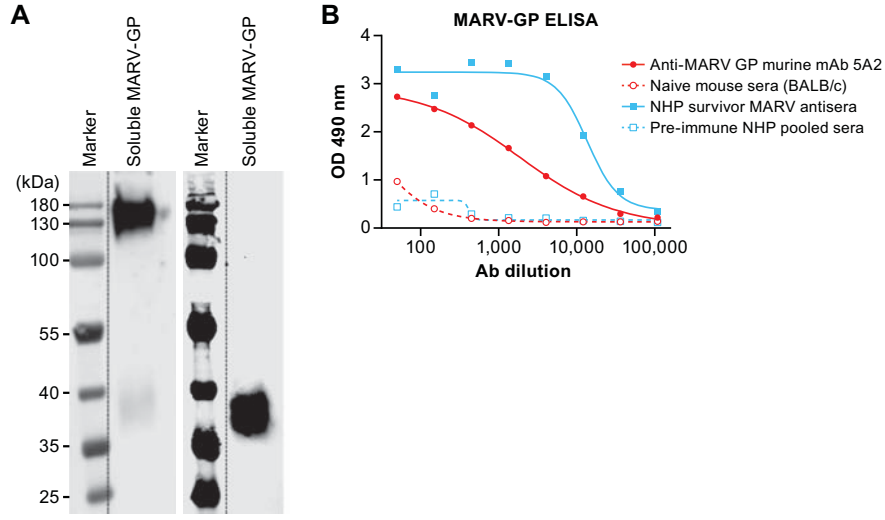 A
Marker
Soluble MARV-GP
Marker
Soluble MARV-GP
(kDa)
180
130
100
55
40
35
25
B
MARV-GP ELISA
OD 490 nm
4
3
2
1
0
100
1,000
10,000
100,000
Ab dilution
Anti-MARV GP murine mAb 5A2
Naive mouse sera (BALB/c)
NHP survivor MARV antisera
Pre-immune NHP pooled sera